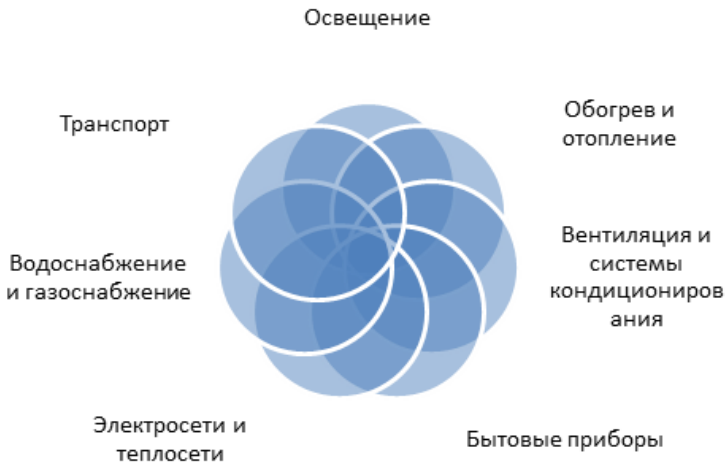 Освещение
Обогрев и
отопление
Вентиляция и
системы
кондициониров
ания
Бытовые приборы
Электросети и
теплосети
Водоснабжение
и газоснабжение
Транспорт